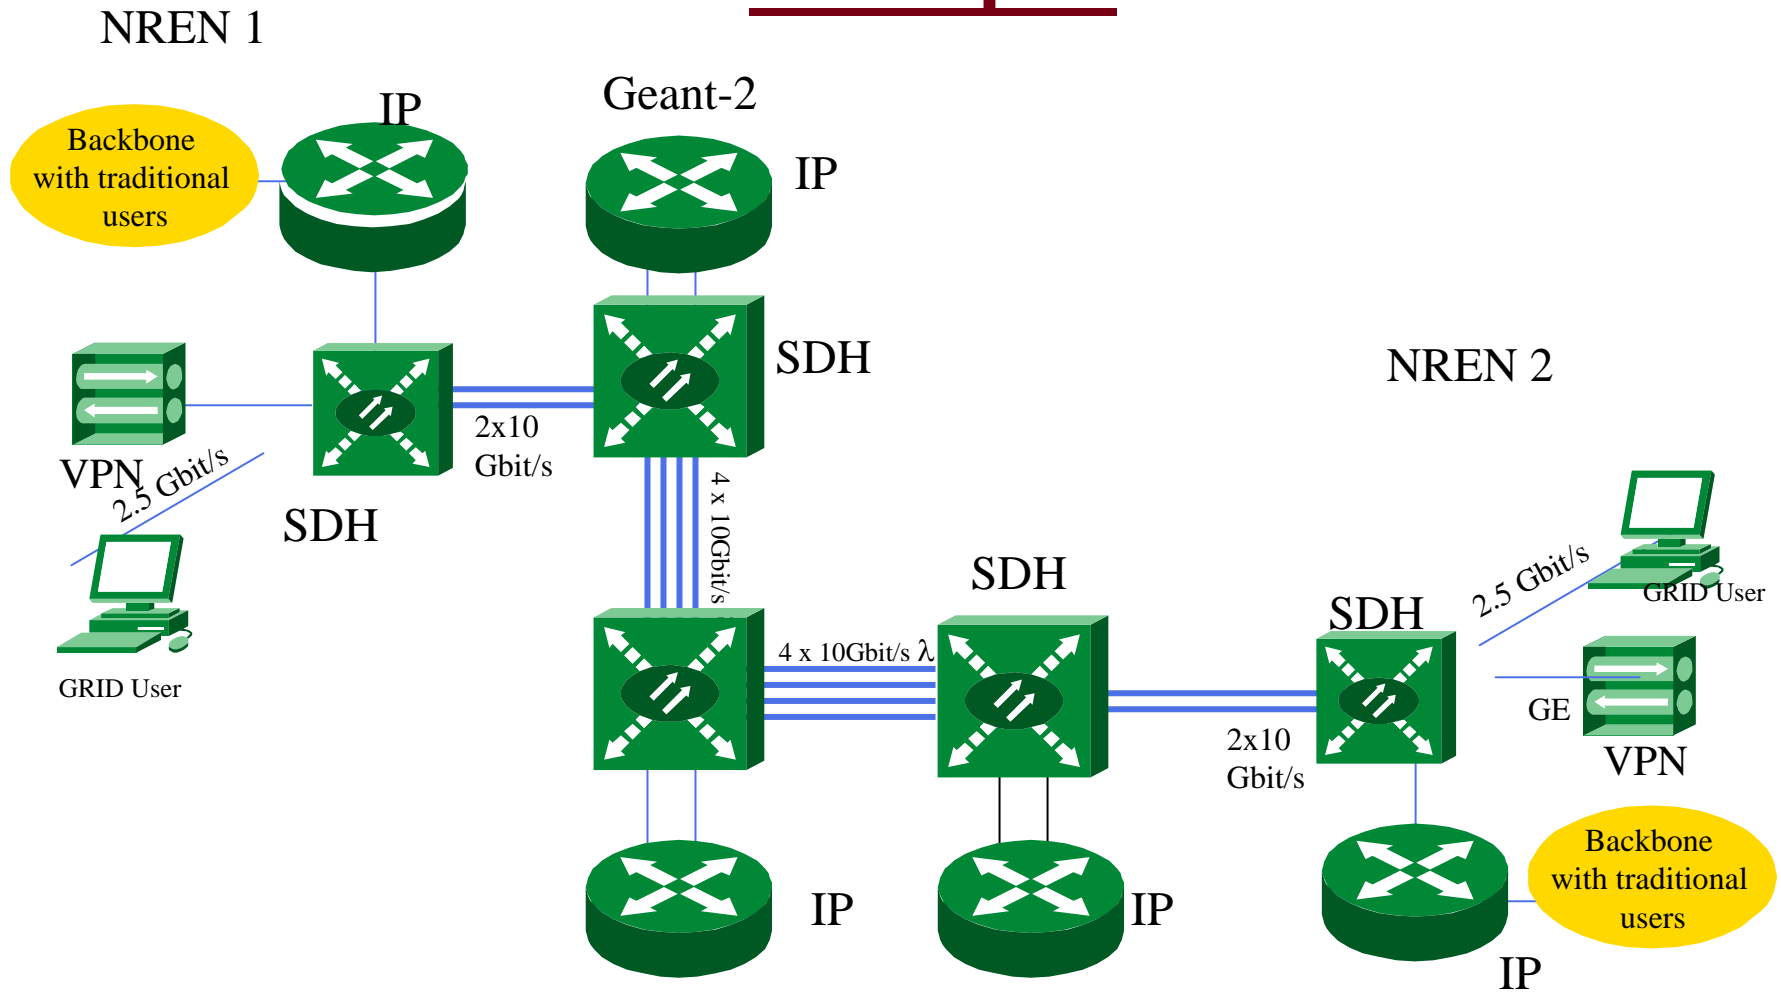 NREN 1
Geant-2
IP
Backbone
with traditional
users
IP
SDH
NREN 2
2x10
Gbit/s
VPN
2.5 Gbit/s
SDH
4 x 10Gbit/s
SDH
2.5 Gbit/s
GRID User
SDH
4 x 10Gbit/s λ
GRID User
GE
2x10
Gbit/s
VPN
Backbone
with traditional
users
IP
IP
IP